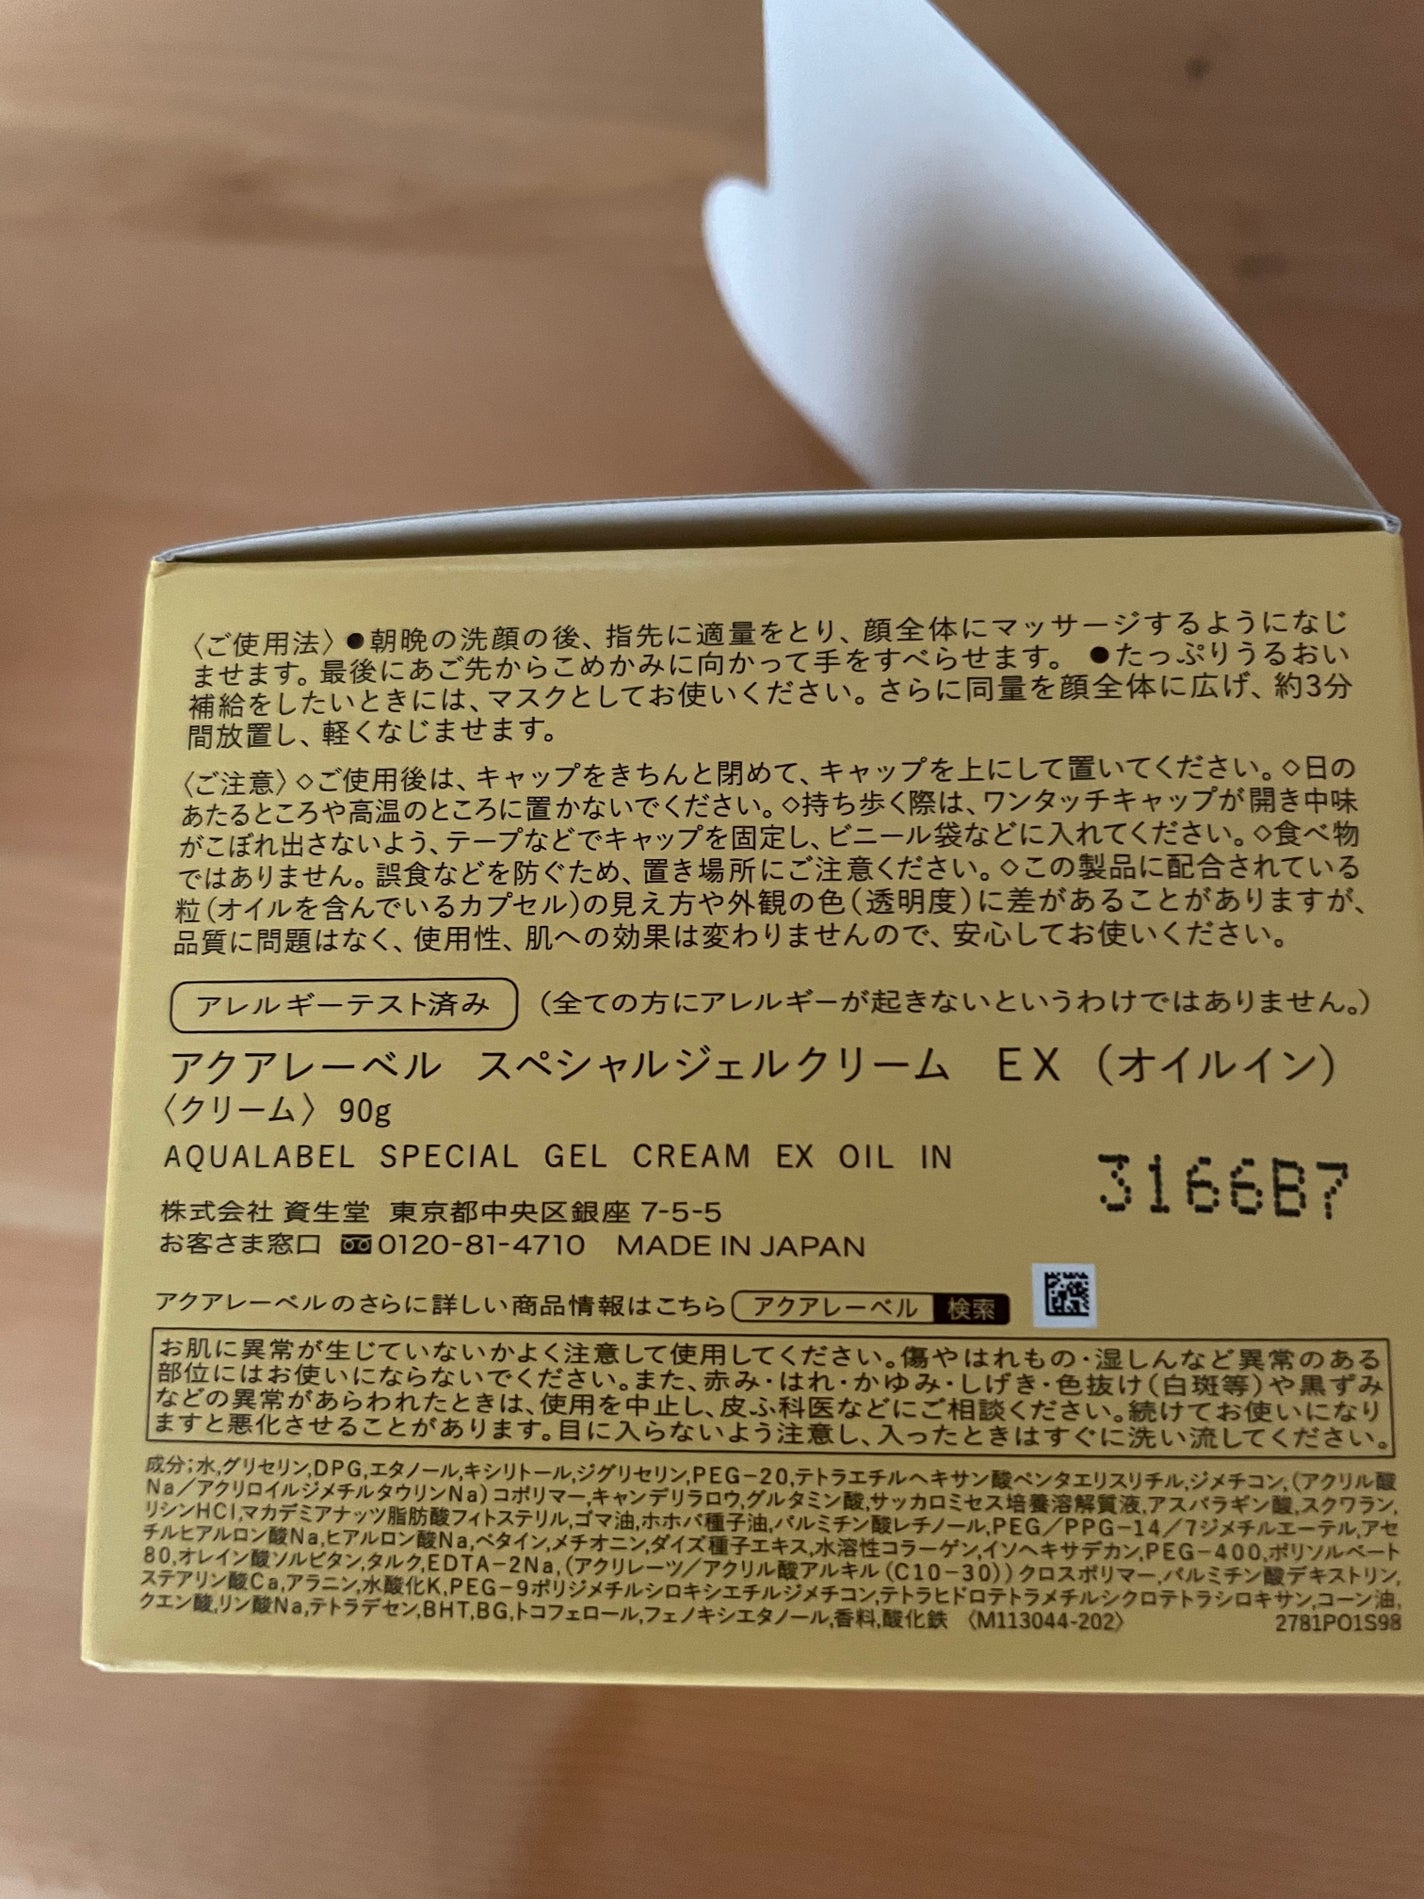 〈ご使用法〉●朝晩の洗顔の後、指先に適量をとり、顔全体にマッサージするようになじ
ませます。最後にあご先からこめかみに向かって手をすべらせます。 ●たっぷりうるおい
補給をしたいときには、マスクとしてお使いください。さらに同量を顔全体に広げ、約3分
間放置し、軽くなじませます。
〈ご注意〉◇ご使用後は、キャップをきちんと閉めて、キャップを上にして置いてください。◇日の
あたるところや高温のところに置かないでください。◇持ち歩く際は、ワンタッチキャップが開き中味
がこぼれ出さないよう、テープなどでキャップを固定し、ビニール袋などに入れてください。◇食べ物
ではありません。誤食などを防ぐため、置き場所にご注意ください。◇この製品に配合されている
粒(オイルを含んでいるカプセル)の見え方や外観の色(透明度)に差があることがありますが、
品質に問題はなく、使用性、肌への効果は変わりませんので、安心してお使いください。
アレルギーテスト済み (全ての方にアレルギーが起きないというわけではありません。)
アクアレーベル スペシャルジェルクリーム EX (オイルイン)
〈クリーム〉90g
AQUALABEL SPECIAL GEL CREAM EX OIL IN
3166B7
株式会社 資生堂 東京都中央区銀座 7-5-5
お客さま窓口 0120-81-4710 MADE IN JAPAN
アクアレーベルのさらに詳しい商品情報はこちら アクアレーベル 検索
お肌に異常が生じていないかよく注意して使用してください。傷やはれもの・湿しんなど異常のある
部位にはお使いにならないでください。また、赤み・はれ・かゆみ・しげき・色抜け(白斑等)や黒ずみ
などの異常があらわれたときは、使用を中止し、皮ふ科医などにご相談ください。続けてお使いになり
ますと悪化させることがあります。目に入らないよう注意し、入ったときはすぐに洗い流してください。
成分;水,グリセリン,DPG,エタノール,キシリトール,ジグリセリン,PEG-20,テトラエチルヘキサン酸ペンタエリスリチル,ジメチコン,(アクリル酸
Na/アクリロイルジメチルタウリンNa)コポリマー,キャンデリラロウ,グルタミン酸,サッカロミセス培養溶解質液,アスパラギン酸,スクワラン,
リシンHCl,マカデミアナッツ脂肪酸フィトステリル,ゴマ油,ホホバ種子油,パルミチン酸レチノール,PEG/PPG-14/7ジメチルエーテル,アセ
チルヒアルロン酸Na,ヒアルロン酸Na,ベタイン,メチオニン,ダイズ種子エキス,水溶性コラーゲン,イソヘキサデカン,PEG-400,ポリソルベート
80,オレイン酸ソルビタン,タルク,EDTA-2Na,(アクリレーツ/アクリル酸アルキル(C10-30))クロスポリマー,パルミチン酸デキストリン,
ステアリン酸Ca,アラニン,水酸化K,PEG-9ポリジメチルシロキシエチルジメチコン,テトラヒドロテトラメチルシクロテトラシロキサン,コーン油,
クエン酸,リン酸Na,テトラデセン,BHT,BG,トコフェロール,フェノキシエタノール,香料,酸化鉄 〈M113044-202〉 2781PO1S98